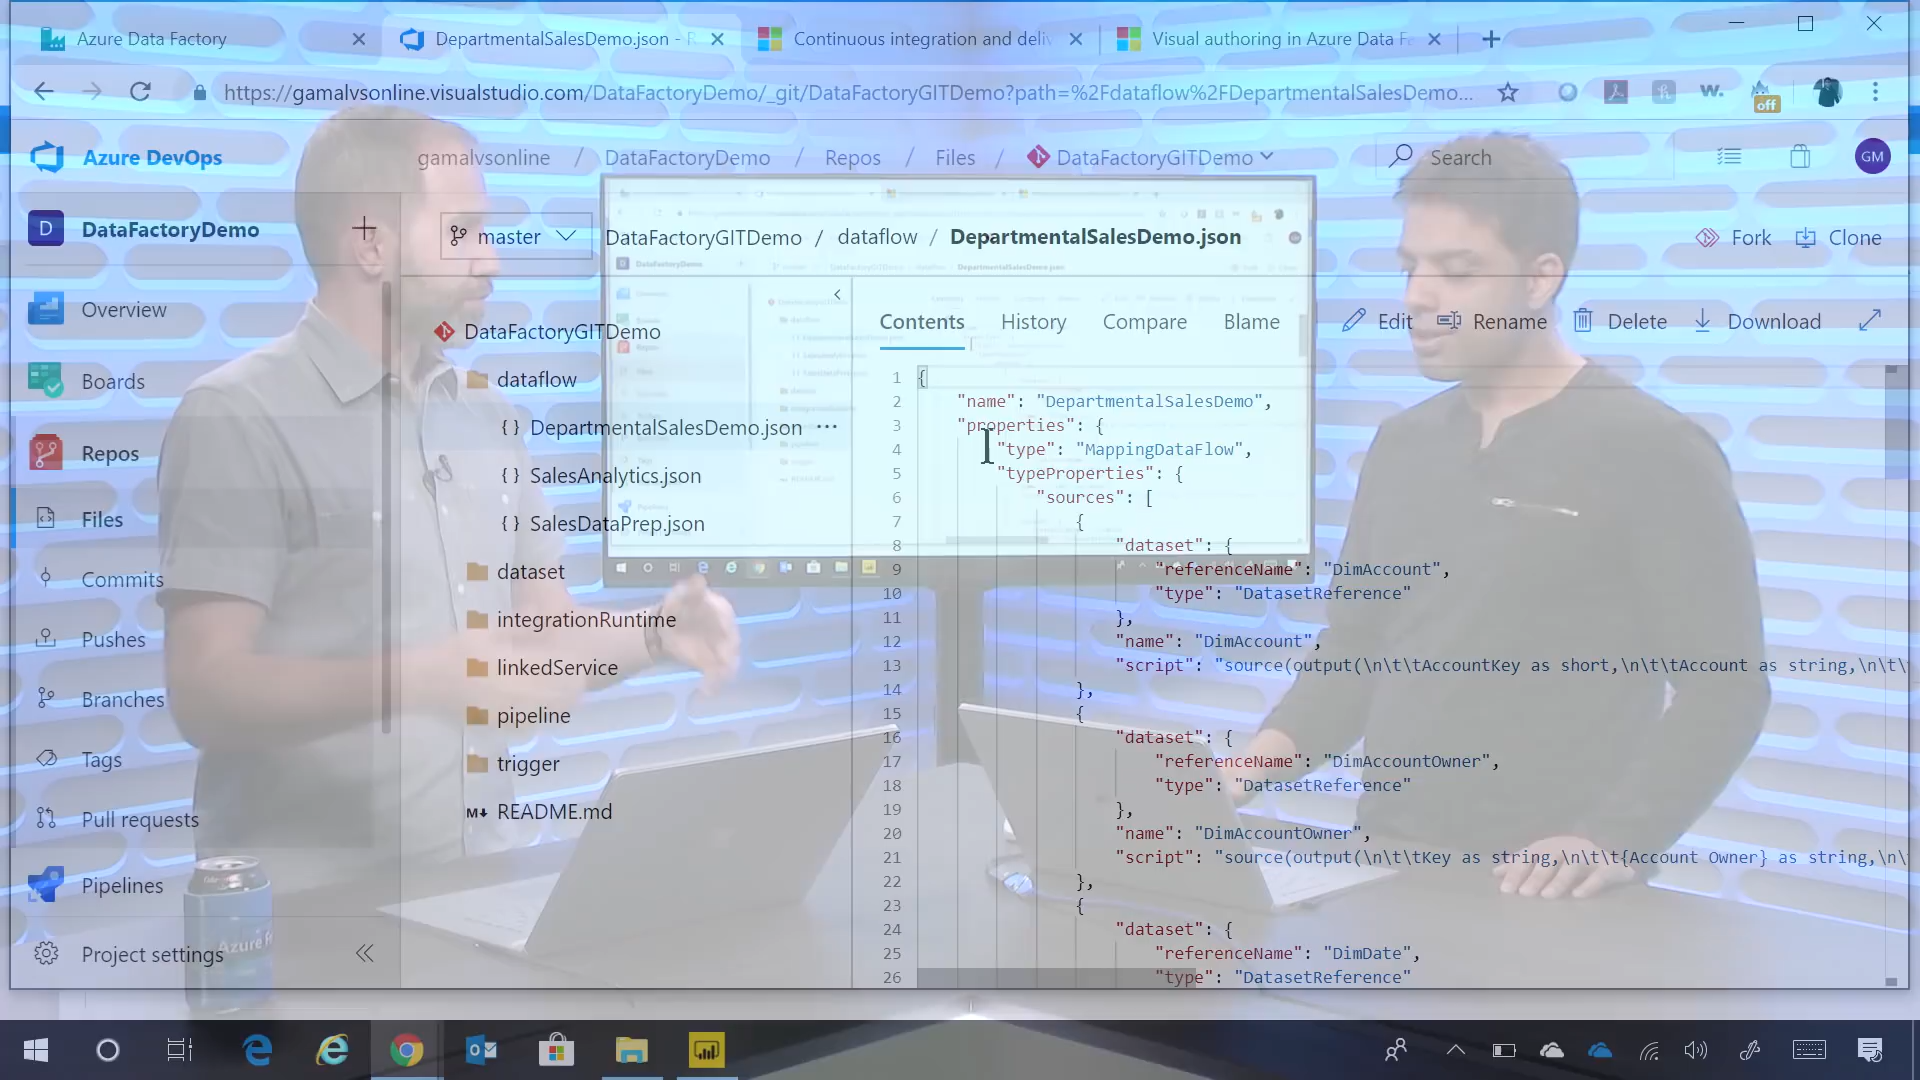 Azure Data Factory
DepartmentalSalesDemo.json - R
Continuous integration and deliv
Visual authoring in Azure Data Fa
https://gamalvsonline.visualstudio.com/DataFactoryDemo/_git/DataFactoryGITDemo?path=%2Fdataflow%2FDepartmentalSalesDemo...
off
Azure DevOps
gamalvsonline / DataFactoryDemo / Repos / Files / DataFactoryGITDemo
Search
GM
D DataFactoryDemo
master
DataFactoryGITDemo / dataflow / DepartmentalSalesDemo.json
Fork
Clone
Overview
Boards
Repos
Files
Commits
Pushes
Branches
Tags
Pull requests
Pipelines
Project settings
DataFactoryGITDemo
dataflow
{ } DepartmentalSalesDemo.json ...
{ } SalesAnalytics.json
{ } SalesDataPrep.json
dataset
integrationRuntime
linkedService
pipeline
trigger
M↓ README.md
Contents History Compare Blame
Edit Rename Delete Download
1 {
2 "name": "DepartmentalSalesDemo",
3 "properties": {
4 "type": "MappingDataFlow",
5 "typeProperties": {
6 "sources": [
7 {
8 "dataset": {
9 "referenceName": "DimAccount",
10 "type": "DatasetReference"
11 },
12 "name": "DimAccount",
13 "script": "source(output(\n\t\tAccountKey as short,\n\t\tAccount as string,\n\t\
14 },
15 {
16 "dataset": {
17 "referenceName": "DimAccountOwner",
18 "type": "DatasetReference"
19 },
20 "name": "DimAccountOwner",
21 "script": "source(output(\n\t\tKey as string,\n\t\t{Account Owner} as string,\n\
22 },
23 {
24 "dataset": {
25 "referenceName": "DimDate",
26 "type": "DatasetReference"
Azure Fr